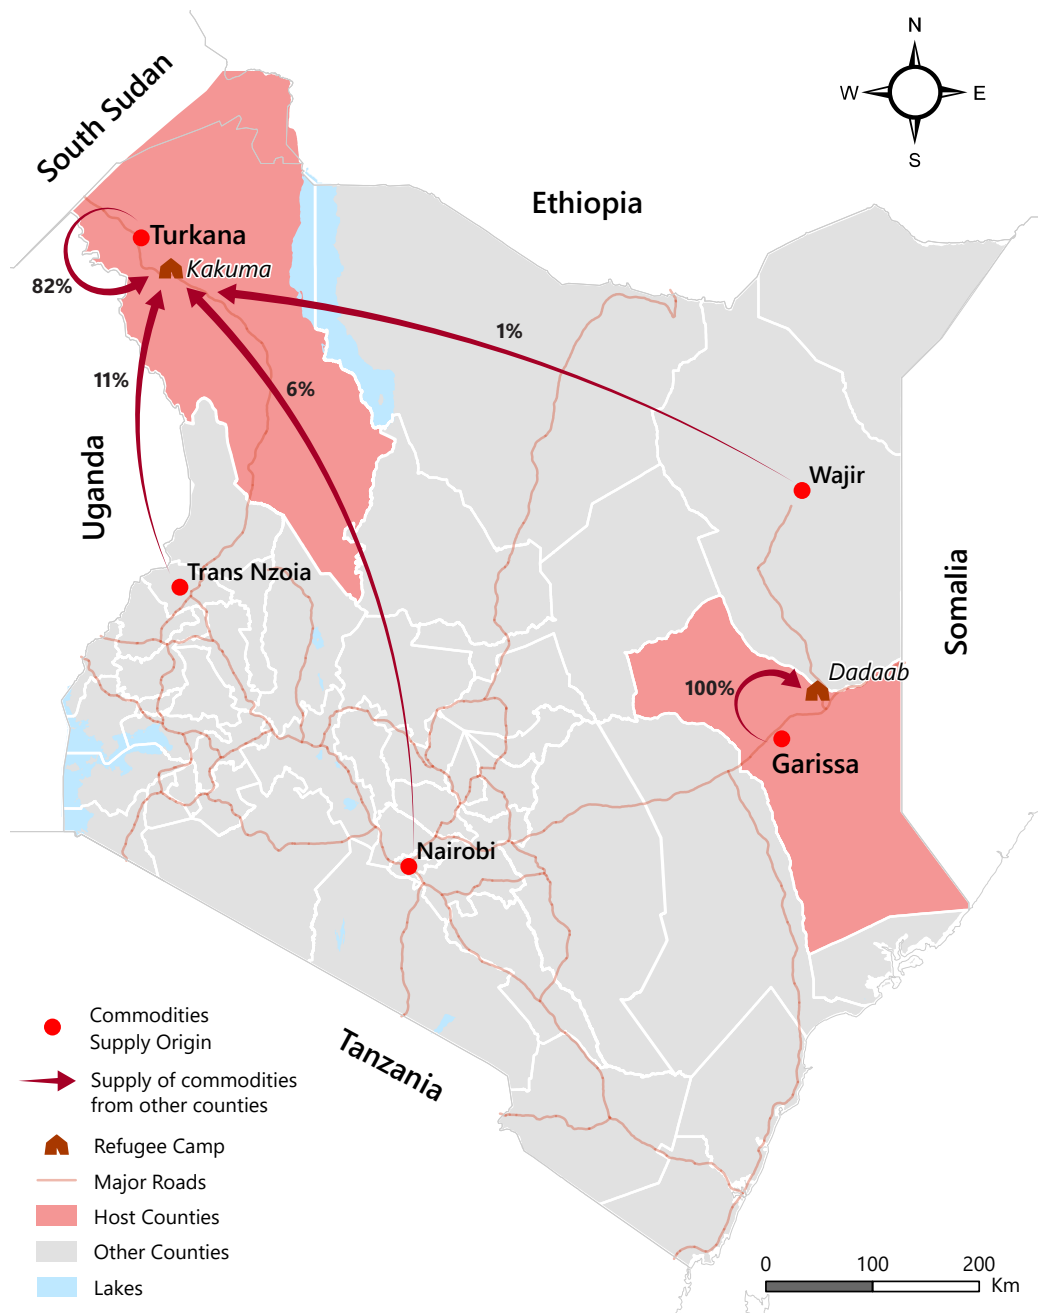 N
W
E
S
South Sudan
Ethiopia
Turkana
Kakuma
82%
1%
11%
6%
Uganda
Wajir
Trans Nzoia
Somalia
Dadaab
100%
Garissa
Nairobi
Tanzania
Commodities
Supply Origin
Supply of commodities
from other counties
Refugee Camp
Major Roads
Host Counties
Other Counties
Lakes
0 100 200
Km